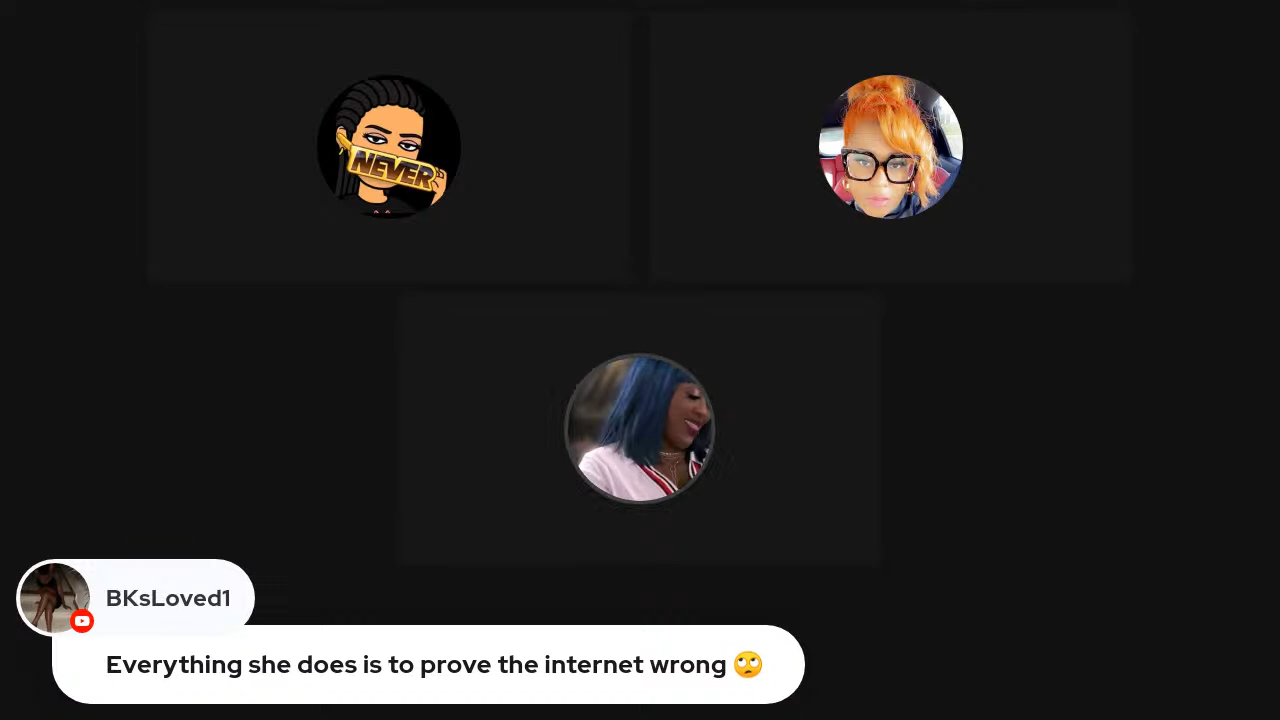 NEVER
BKsLoved1
Everything she does is to prove the internet wrong 🙄